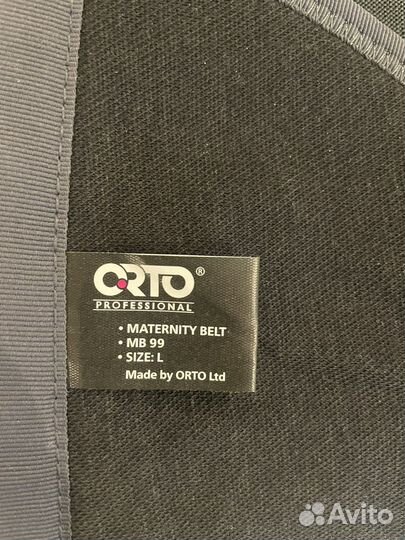 ORTO®
PROFESSIONAL
• MATERNITY BELT
• MB 99
• SIZE: L
Made by ORTO Ltd
Avito